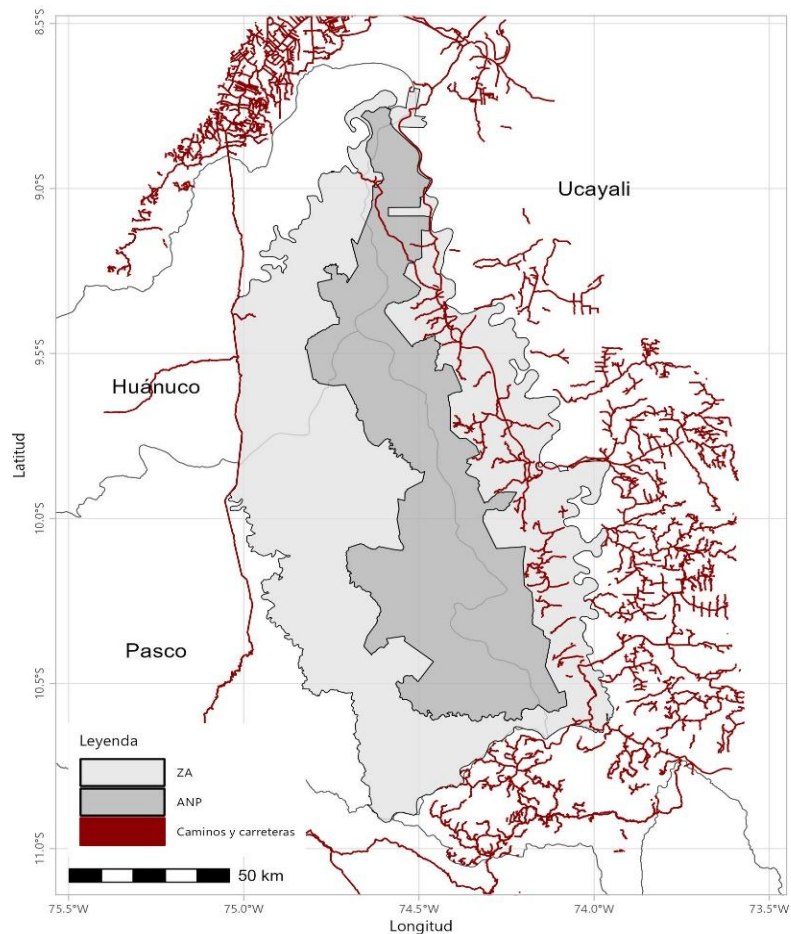 8.5°S
9.0°S
9.5°S
10.0°S
10.5°S
11.0°S
Latitud
Ucayali
Huánuco
Pasco
Leyenda
ZA
ANP
Caminos y carreteras
50 km
75.5°W 75.0°W 74.5°W 74.0°W 73.5°W
Longitud